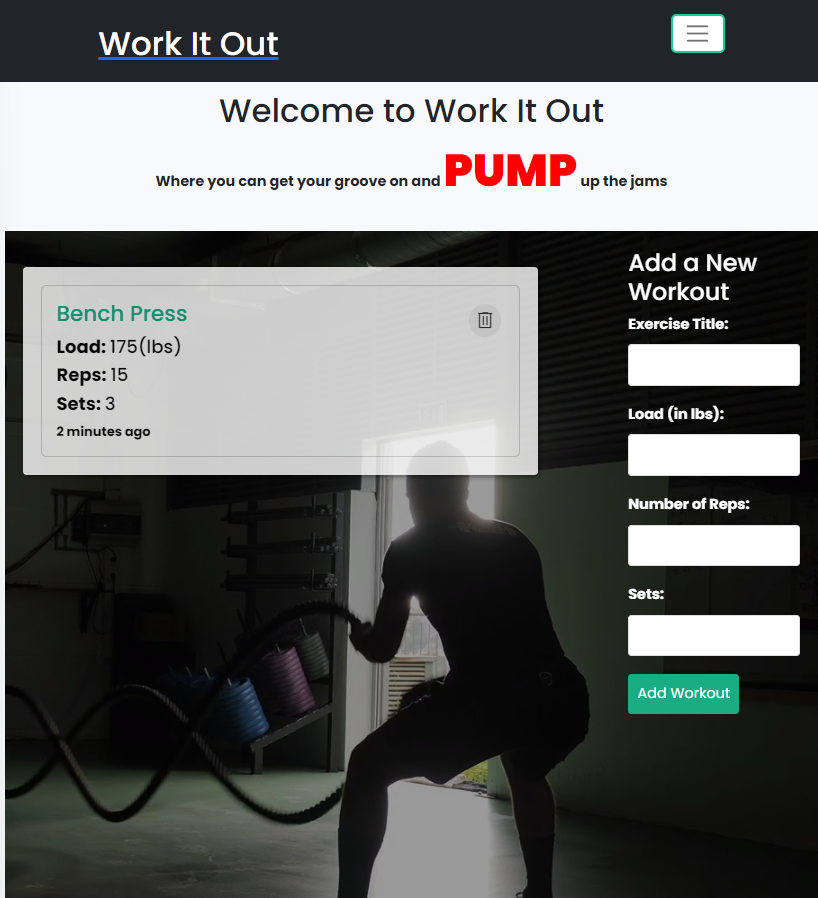 Work It Out
Welcome to Work It Out
Where you can get your groove on and PUMP up the jams
Bench Press
Load: 175(lbs)
Reps: 15
Sets: 3
2 minutes ago
Add a New
Workout
Exercise Title:
Load (in lbs):
Number of Reps:
Sets:
Add Workout